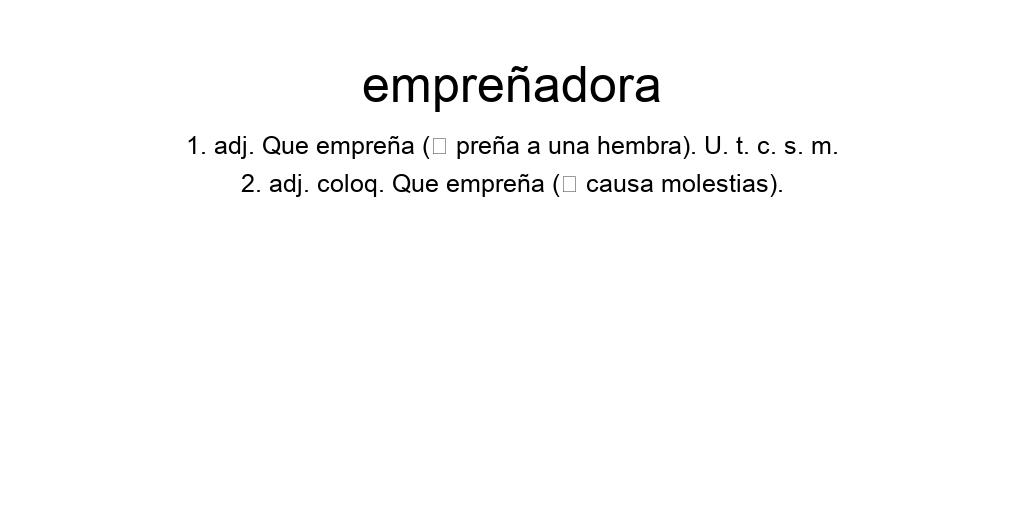 empreñadora
1. adj. Que empreña (▯ preña a una hembra). U. t. c. s. m.
2. adj. coloq. Que empreña (▯ causa molestias).